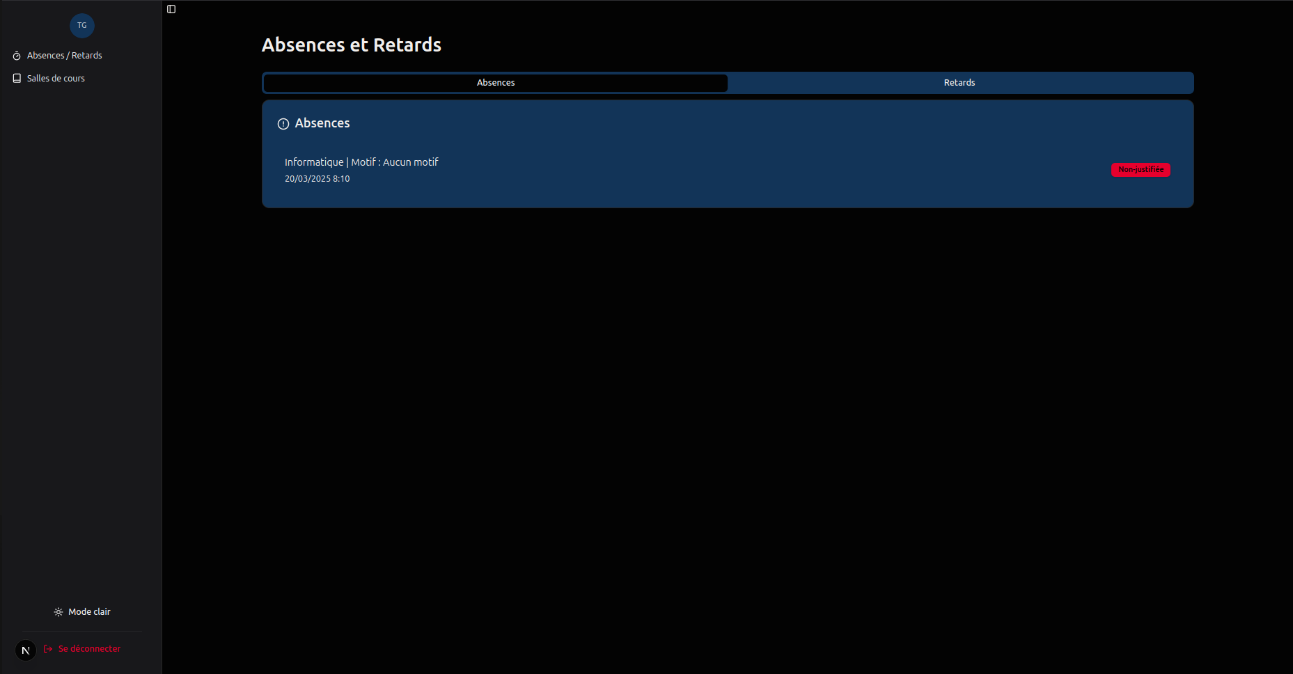 TG
Absences / Retards
Salles de cours
Mode clair
N
Se déconnecter
Absences et Retards
Absences
Retards
Absences
Informatique | Motif : Aucun motif
20/03/2025 8:10
Non-justifiée